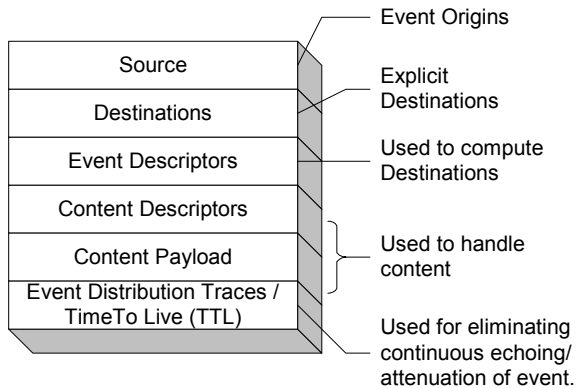 Event Origins
Source
Explicit
Destinations
Destinations
Used to compute
Destinations
Event Descriptors
Content Descriptors
Content Payload
Used to handle
content
Event Distribution Traces /
TimeTo Live (TTL)
Used for eliminating
continuous echoing/
attenuation of event.